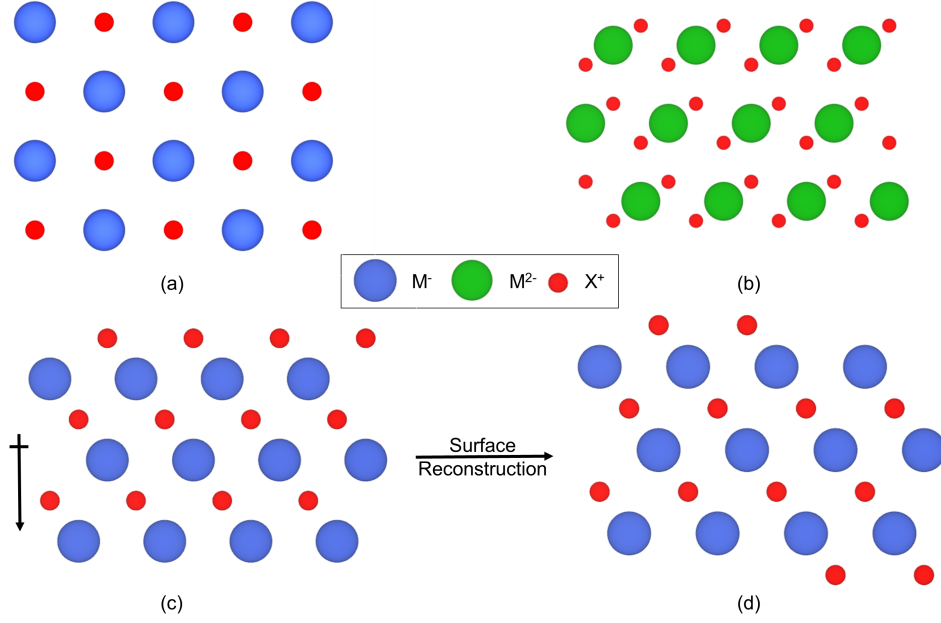 (a)
(b)
M⁻ M²⁻ X⁺
Surface
Reconstruction
(c)
(d)